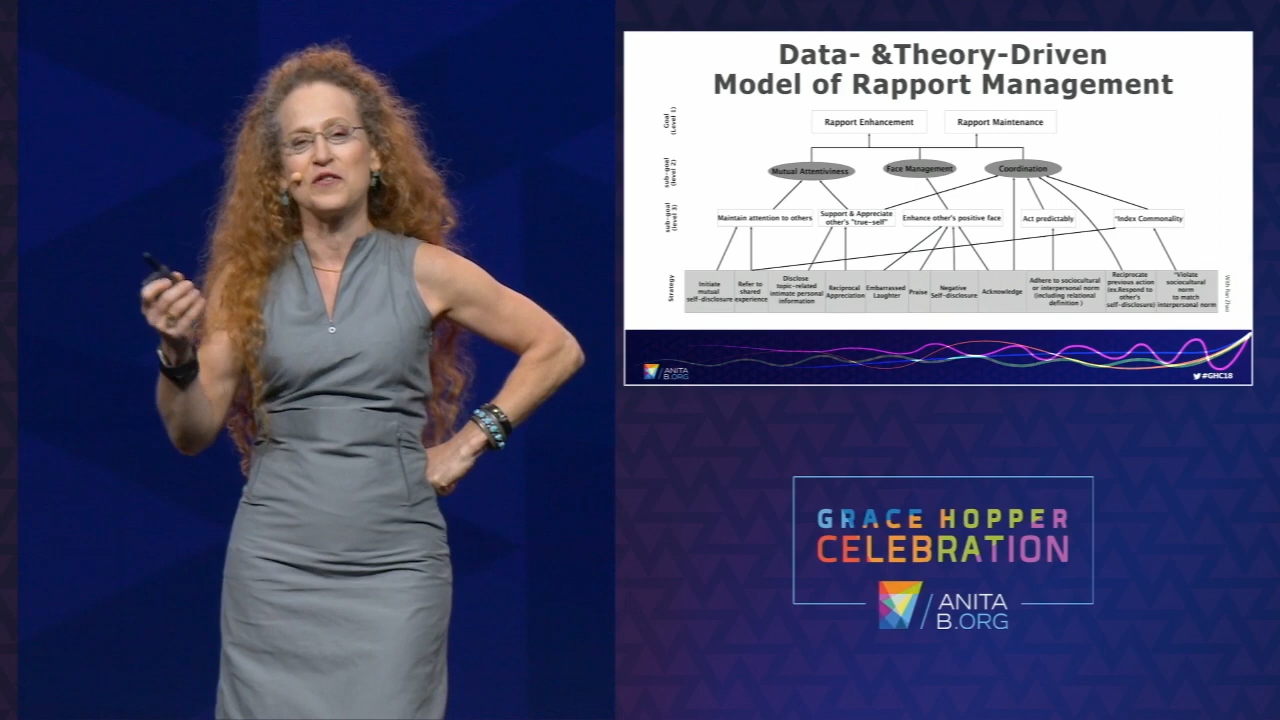 Data- &Theory-Driven
Model of Rapport Management
Goal
(Level 1)
Rapport Enhancement
Rapport Maintenance
sub-goal
(level 2)
Mutual Attentiviness
Face Management
Coordination
sub-goal
(level 3)
Maintain attention to others
Support & Appreciate
other's "true-self"
Enhance other's positive face
Act predictably
*Index Commonality
Strategy
Initiate
mutual
self-disclosure
Refer to
shared
experience
Disclose
topic-related
intimate personal
information
Reciprocal
Appreciation
Embarrassed
Laughter
Praise
Negative
Self-disclosure
Acknowledge
Adhere to sociocultural
or interpersonal norm
(including relational
definition )
Reciprocate
previous action
(ex.Respond to
other's
self-disclosure)
*Violate
sociocultural
norm
to match
interpersonal norm
With Ran Zhao
ANITA
B.ORG
#GHC18
GRACE HOPPER
CELEBRATION
ANITA
B.ORG